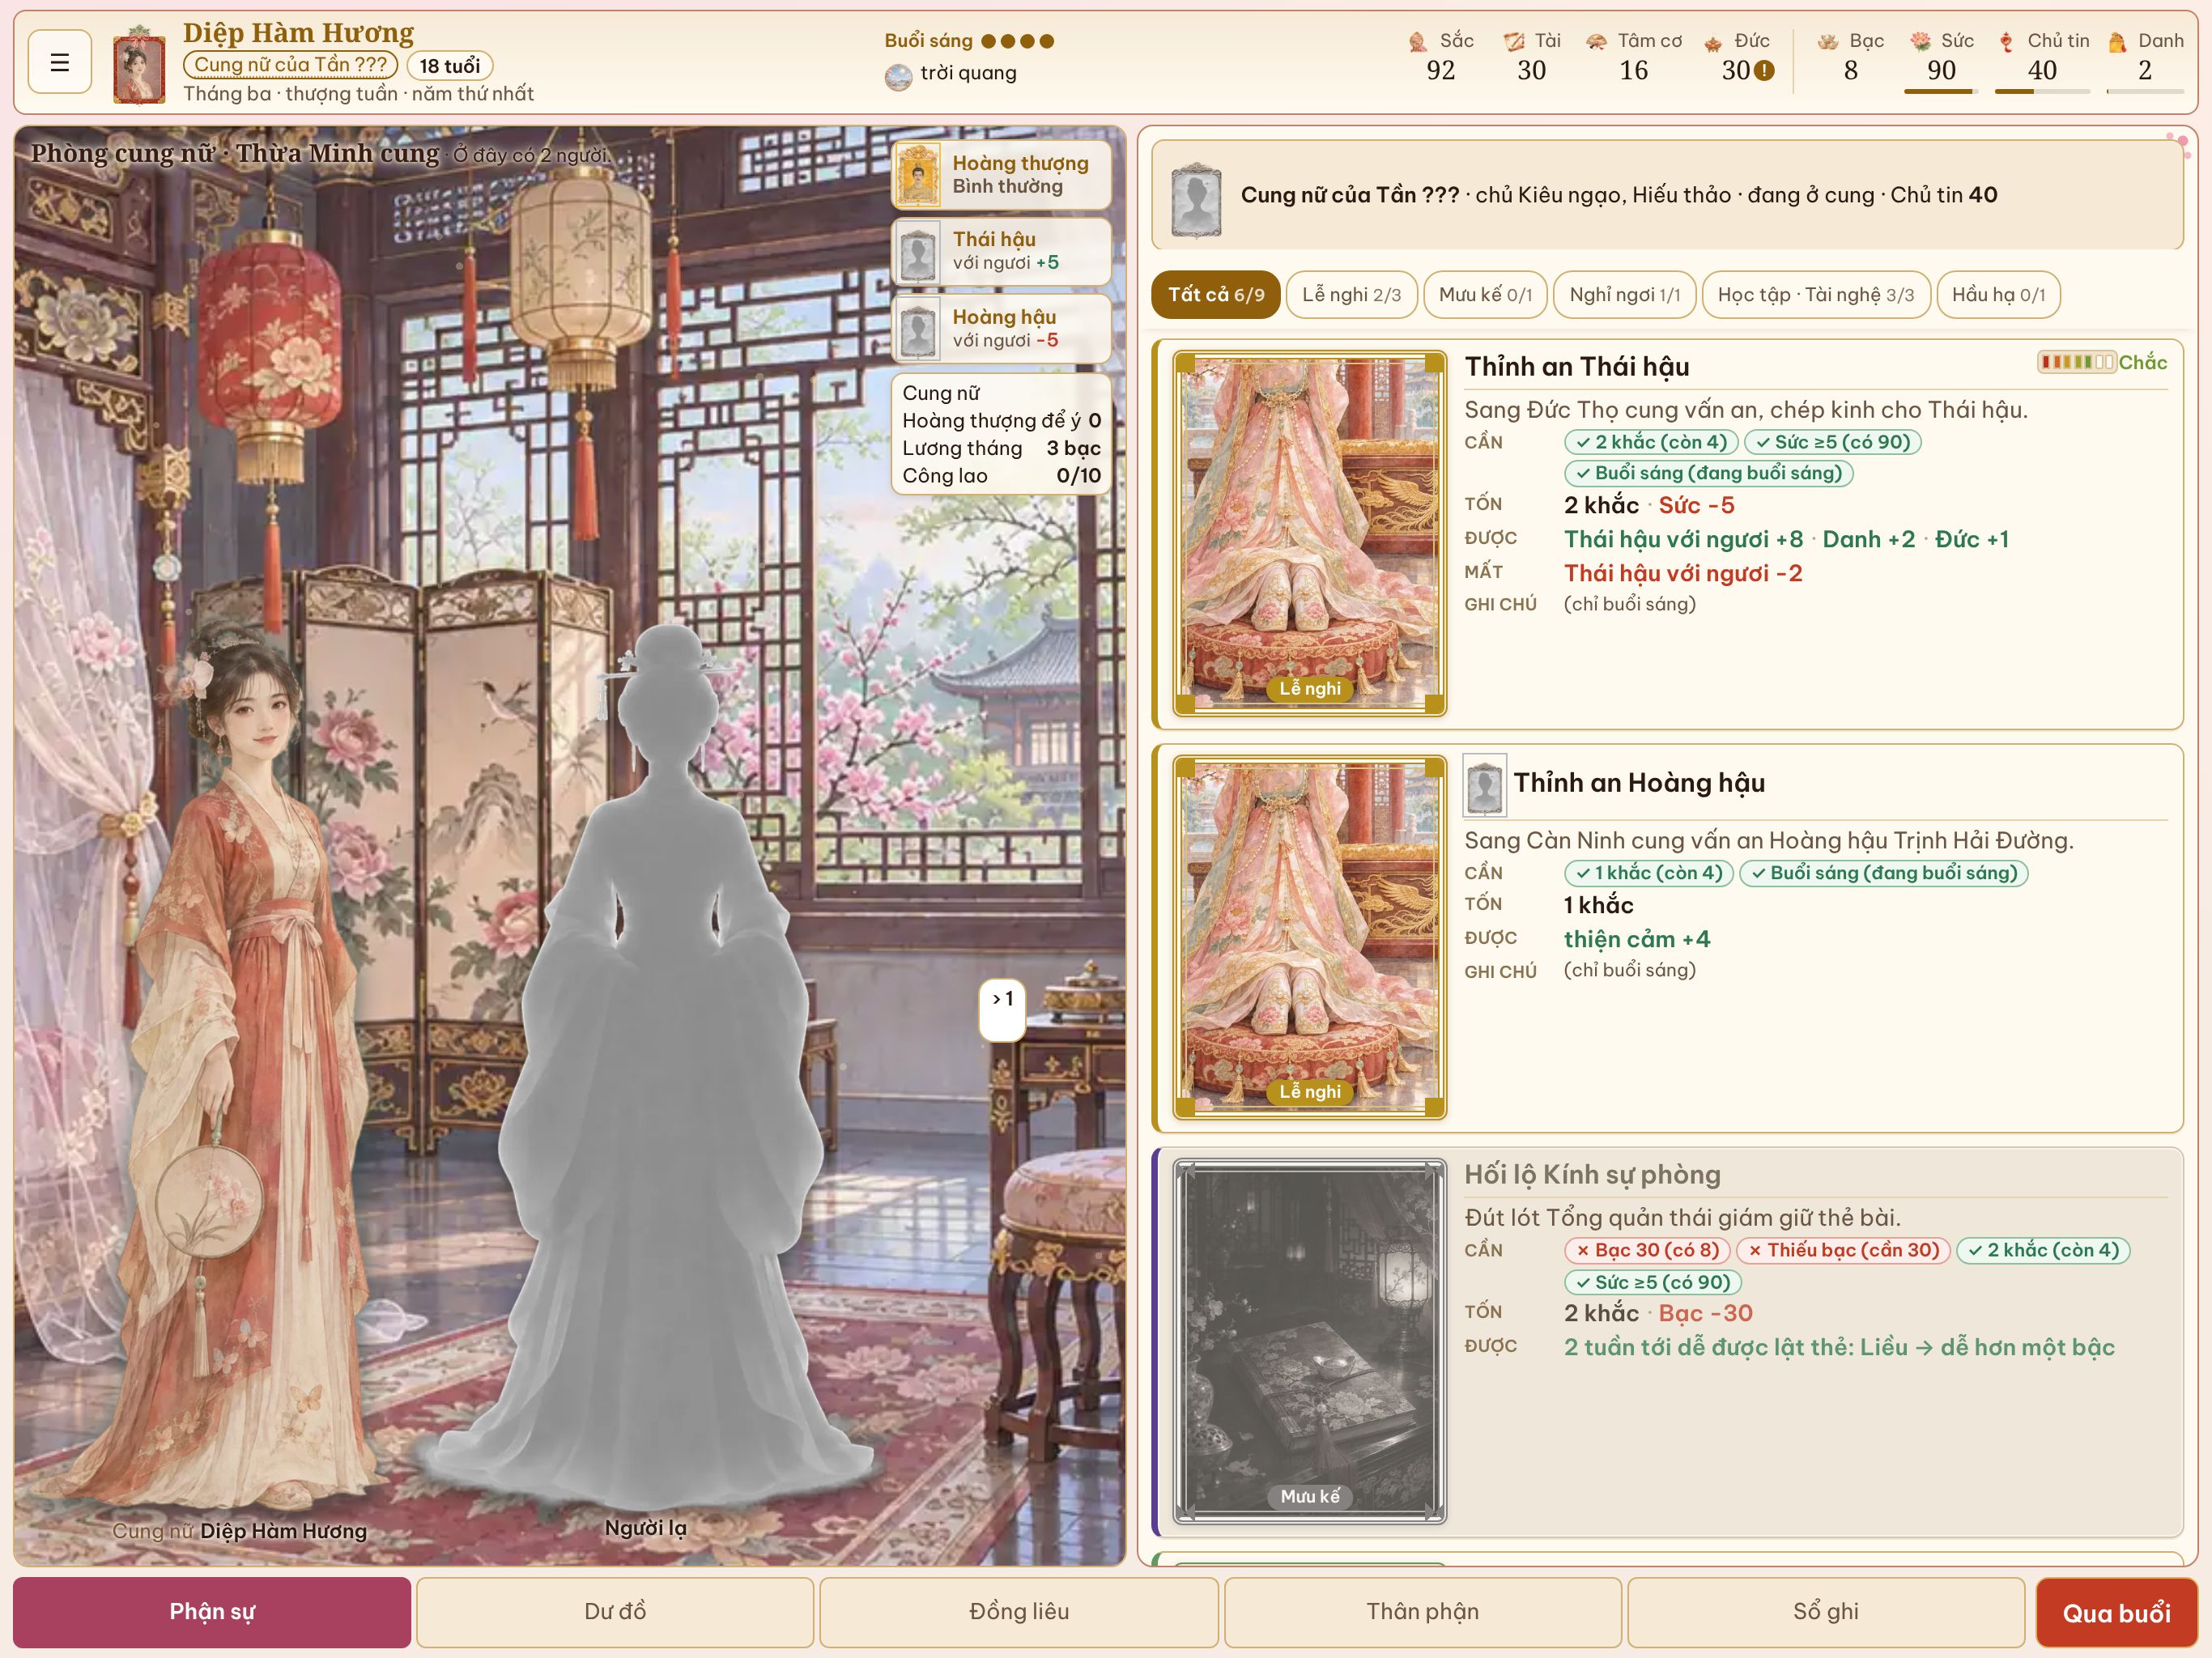 ☰
Diệp Hàm Hương
Cung nữ của Tần ???
18 tuổi
Tháng ba · thượng tuần · năm thứ nhất
Buổi sáng
trời quang
Sắc 92
Tài 30
Tâm cơ 16
Đức 30 !
Bạc 8
Sức 90
Chủ tin 40
Danh 2
Phòng cung nữ · Thừa Minh cung · Ở đây có 2 người.
Hoàng thượng
Bình thường
Thái hậu
với ngươi +5
Hoàng hậu
với ngươi -5
Cung nữ
Hoàng thượng để ý 0
Lương tháng 3 bạc
Công lao 0/10
› 1
Cung nữ Diệp Hàm Hương
Người lạ
Cung nữ của Tần ??? · chủ Kiêu ngạo, Hiếu thảo · đang ở cung · Chủ tin 40
Tất cả 6/9
Lễ nghi 2/3
Mưu kế 0/1
Nghỉ ngơi 1/1
Học tập · Tài nghệ 3/3
Hầu hạ 0/1
Lễ nghi
Thỉnh an Thái hậu
Chắc
Sang Đức Thọ cung vấn an, chép kinh cho Thái hậu.
CẦN ✓ 2 khắc (còn 4) ✓ Sức ≥5 (có 90)
✓ Buổi sáng (đang buổi sáng)
TỐN 2 khắc · Sức -5
ĐƯỢC Thái hậu với ngươi +8 · Danh +2 · Đức +1
MẤT Thái hậu với ngươi -2
GHI CHÚ (chỉ buổi sáng)
Lễ nghi
Thỉnh an Hoàng hậu
Sang Càn Ninh cung vấn an Hoàng hậu Trịnh Hải Đường.
CẦN ✓ 1 khắc (còn 4) ✓ Buổi sáng (đang buổi sáng)
TỐN 1 khắc
ĐƯỢC thiện cảm +4
GHI CHÚ (chỉ buổi sáng)
Mưu kế
Hối lộ Kính sự phòng
Đút lót Tổng quản thái giám giữ thẻ bài.
CẦN × Bạc 30 (có 8) × Thiếu bạc (cần 30) ✓ 2 khắc (còn 4)
✓ Sức ≥5 (có 90)
TỐN 2 khắc · Bạc -30
ĐƯỢC 2 tuần tới dễ được lật thẻ: Liều → dễ hơn một bậc
Phận sự
Dư đồ
Đồng liêu
Thân phận
Sổ ghi
Qua buổi